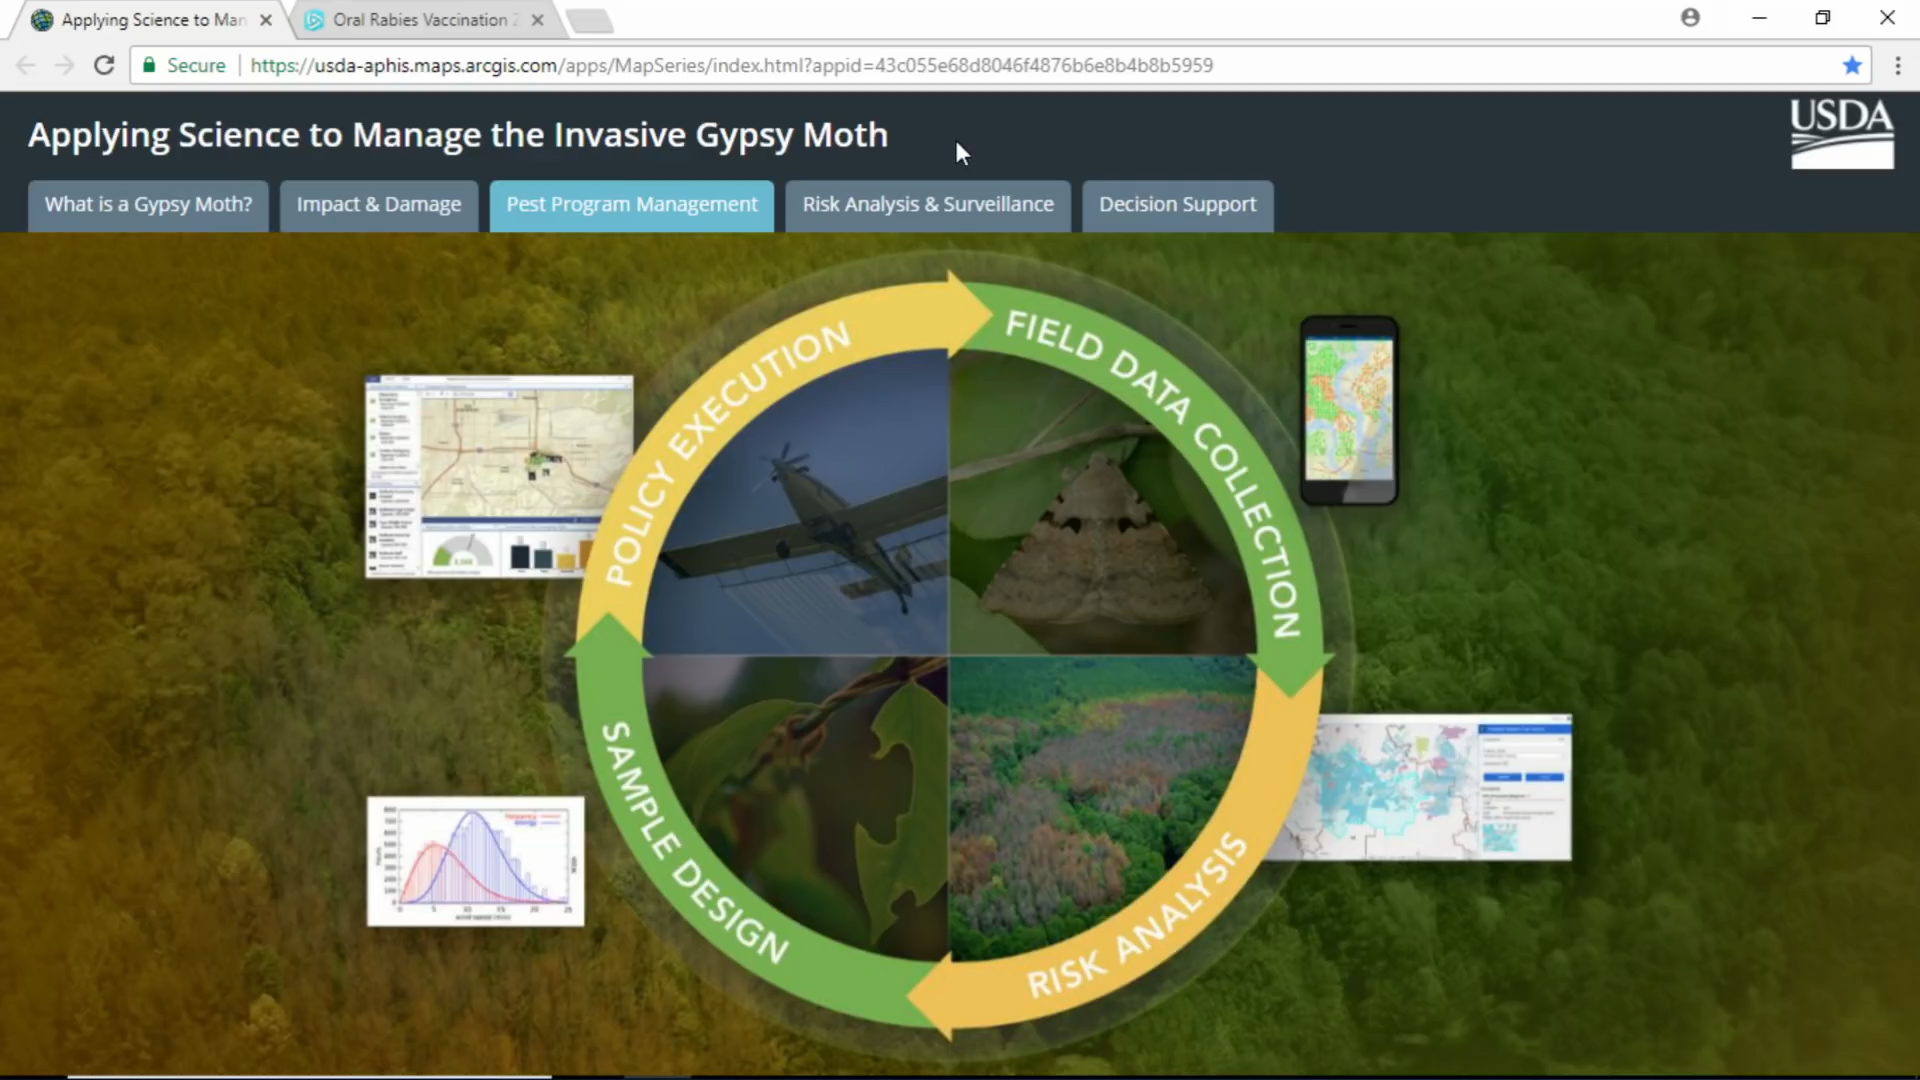 Applying Science to Man
Oral Rabies Vaccination Z
Secure
https://usda-aphis.maps.arcgis.com/apps/MapSeries/index.html?appid=43c055e68d8046f4876b6e8b4b8b5959
Applying Science to Manage the Invasive Gypsy Moth
USDA
What is a Gypsy Moth?
Impact & Damage
Pest Program Management
Risk Analysis & Surveillance
Decision Support
POLICY EXECUTION
FIELD DATA COLLECTION
SAMPLE DESIGN
RISK ANALYSIS